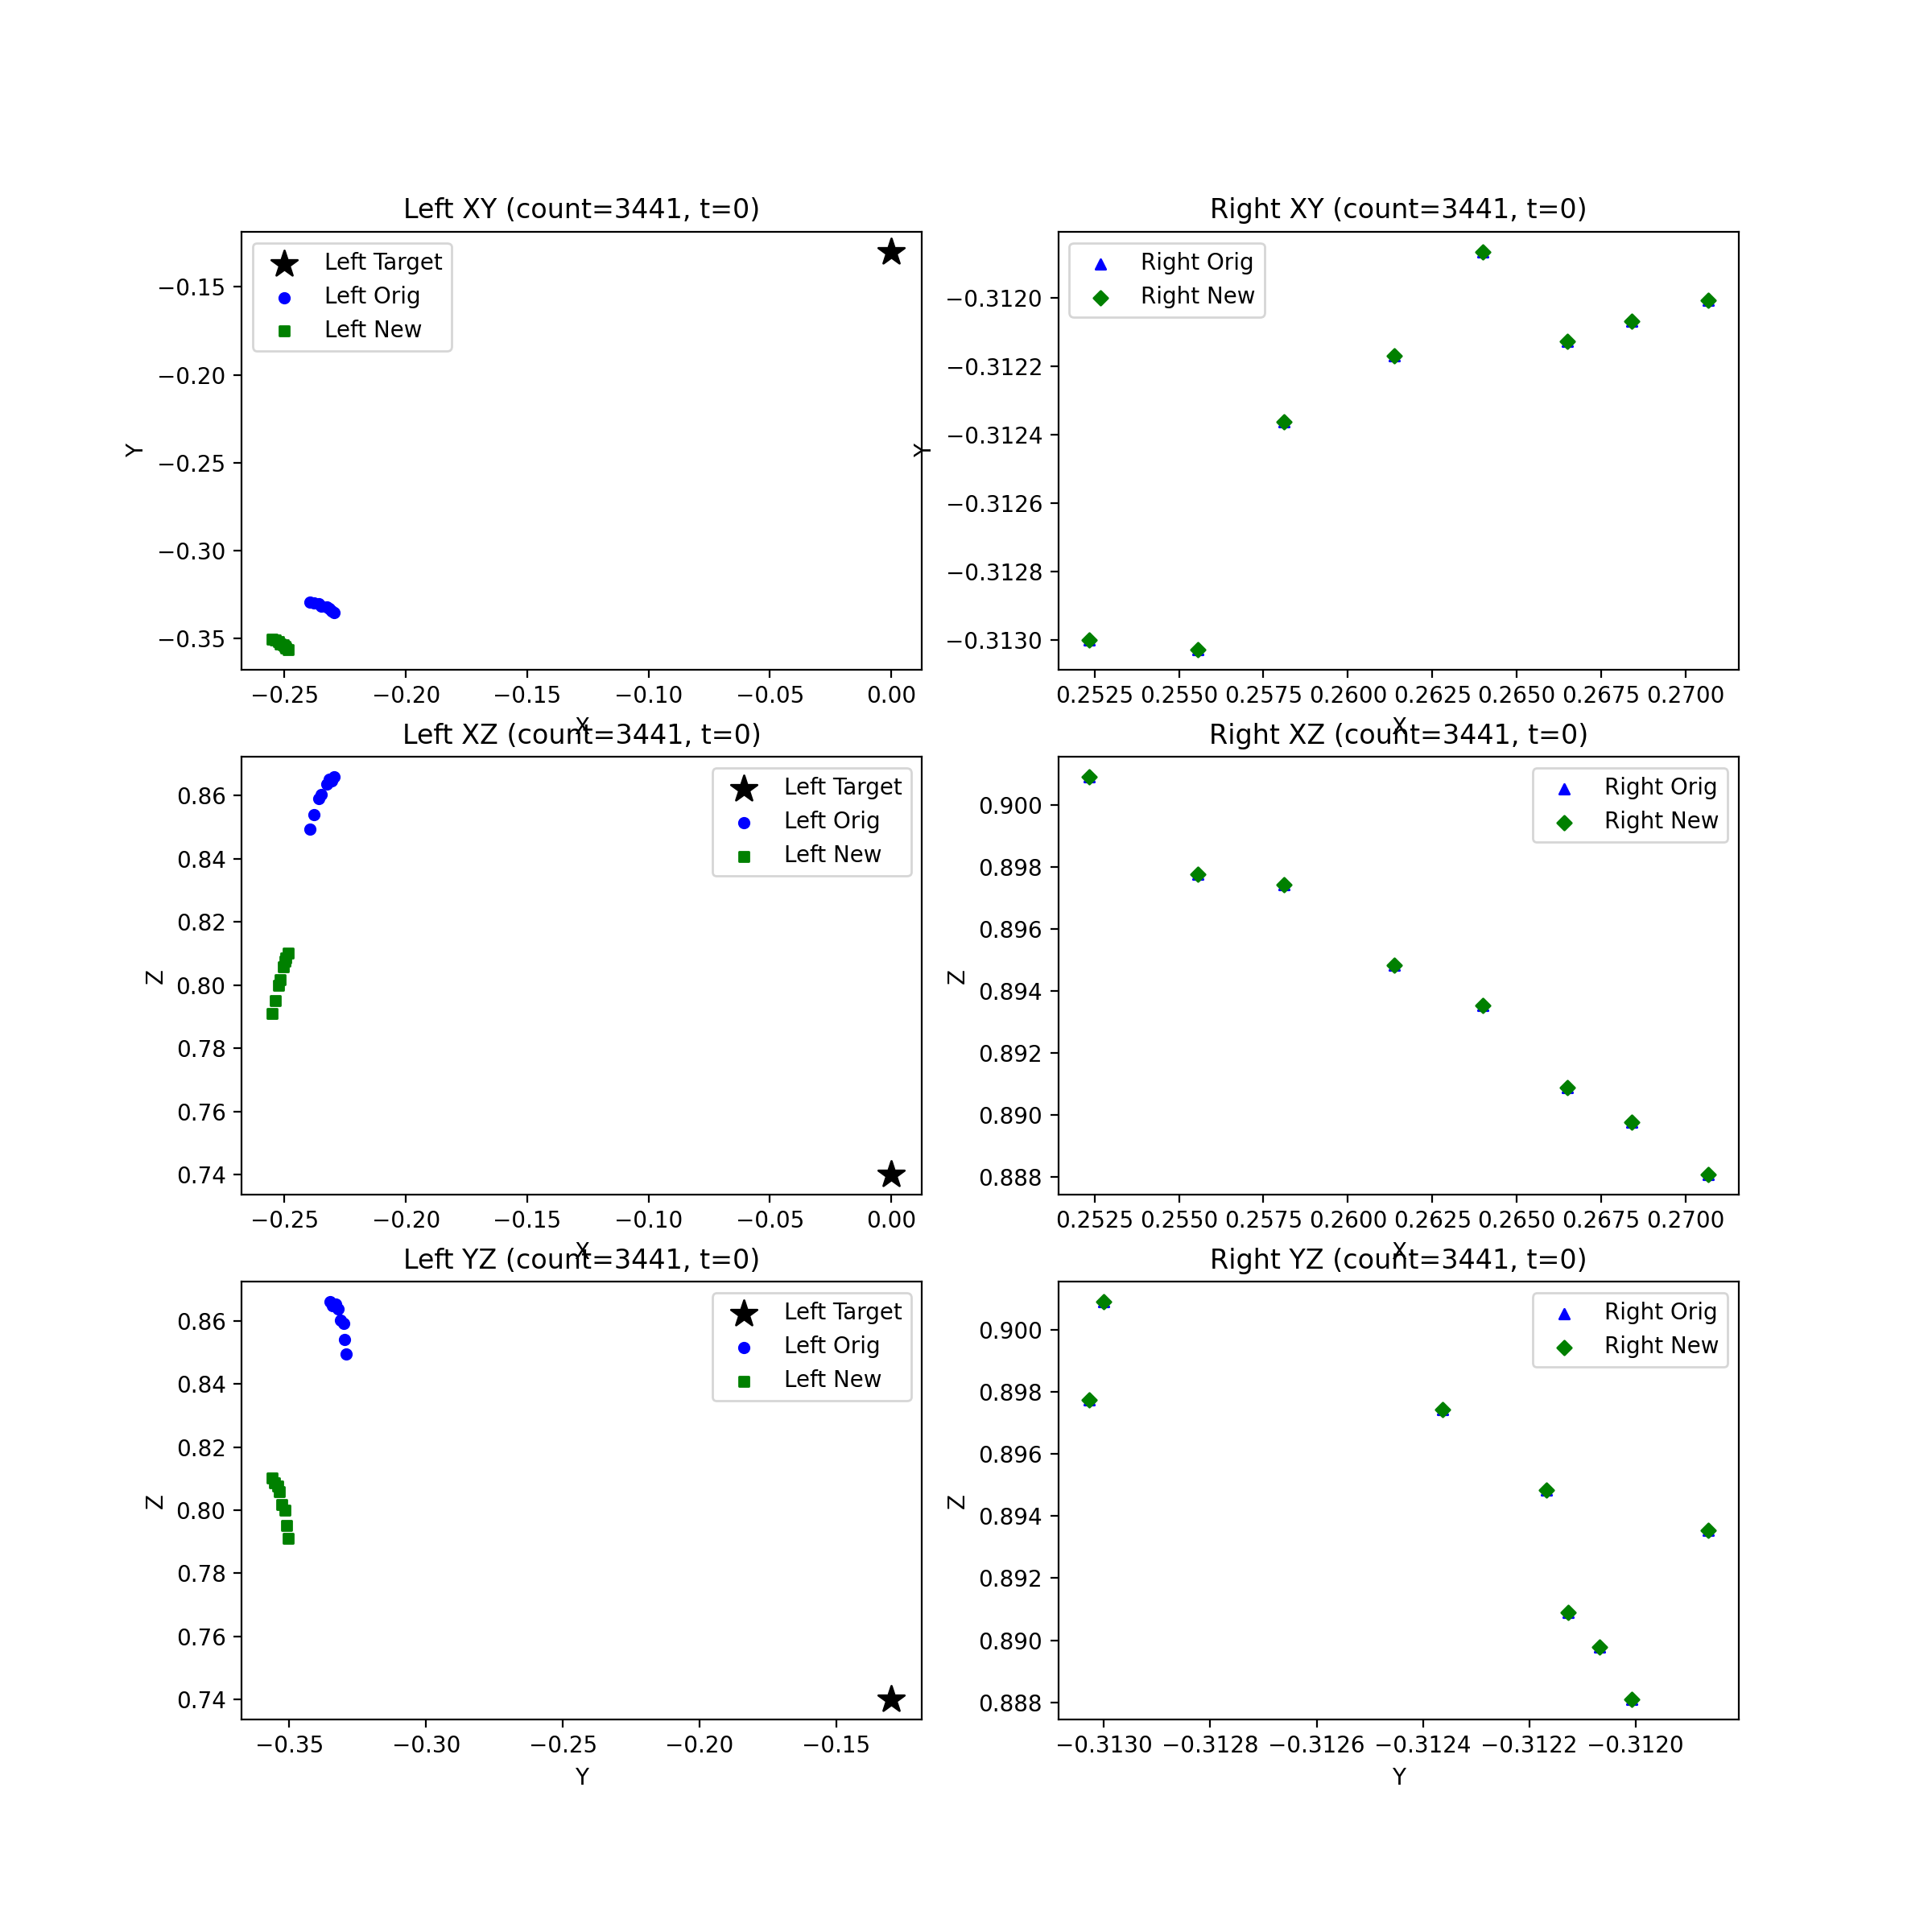 Left XY (count=3441, t=0)
Left Target
Left Orig
Left New
−0.15
−0.20
−0.25
−0.30
−0.35
Y
−0.25 −0.20 −0.15 −0.10 −0.05 0.00
X
Right XY (count=3441, t=0)
Right Orig
Right New
−0.3120
−0.3122
−0.3124
−0.3126
−0.3128
−0.3130
Y
0.2525 0.2550 0.2575 0.2600 0.2625 0.2650 0.2675 0.2700
X
Left XZ (count=3441, t=0)
Left Target
Left Orig
Left New
0.86
0.84
0.82
0.80
0.78
0.76
0.74
Z
−0.25 −0.20 −0.15 −0.10 −0.05 0.00
X
Right XZ (count=3441, t=0)
Right Orig
Right New
0.900
0.898
0.896
0.894
0.892
0.890
0.888
Z
0.2525 0.2550 0.2575 0.2600 0.2625 0.2650 0.2675 0.2700
X
Left YZ (count=3441, t=0)
Left Target
Left Orig
Left New
0.86
0.84
0.82
0.80
0.78
0.76
0.74
Z
−0.35 −0.30 −0.25 −0.20 −0.15
Y
Right YZ (count=3441, t=0)
Right Orig
Right New
0.900
0.898
0.896
0.894
0.892
0.890
0.888
Z
−0.3130 −0.3128 −0.3126 −0.3124 −0.3122 −0.3120
Y